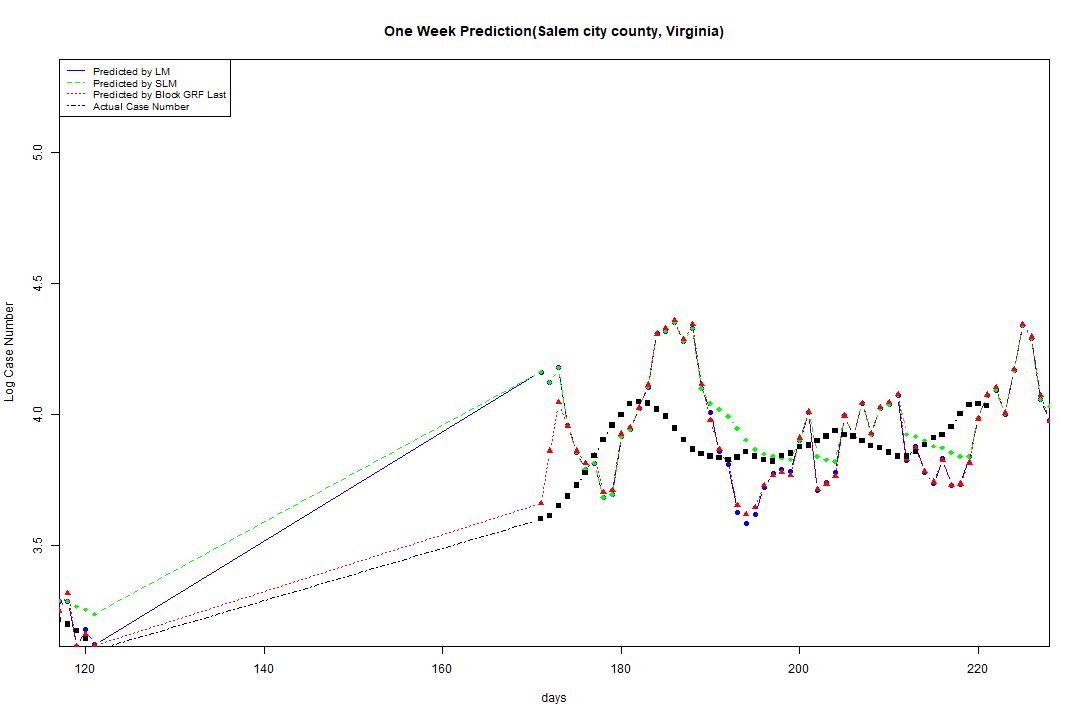 One Week Prediction(Salem city county, Virginia)
Predicted by LM
Predicted by SLM
Predicted by Block GRF Last
Actual Case Number
5.0
4.5
4.0
3.5
Log Case Number
120 140 160 180 200 220
days